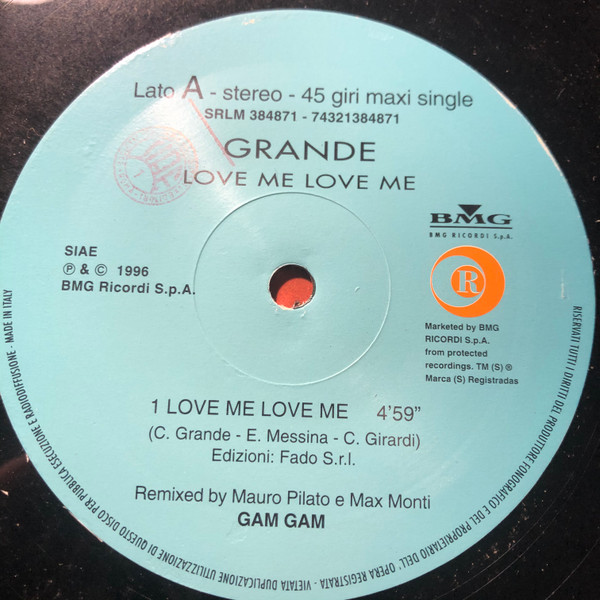 Lato A - stereo - 45 giri maxi single
SRLM 384871 - 74321384871
GRANDE
LOVE ME LOVE ME
BMG
BMG RICORDI S.p.A.
SIAE
℗ & © 1996
BMG Ricordi S.p.A.
R
Marketed by BMG
RICORDI S.p.A.
from protected
recordings. TM (S) ®
Marca (S) Registradas
1 LOVE ME LOVE ME 4'59"
(C. Grande - E. Messina - C. Girardi)
Edizioni: Fado S.r.l.
Remixed by Mauro Pilato e Max Monti
GAM GAM
RISERVATI TUTTI I DIRITTI DEL PRODUTTORE FONOGRAFICO E DEL PROPRIETARIO DELL' OPERA REGISTRATA - VIETATA DUPLICAZIONE UTILIZZAZIONE DI QUESTO DISCO PER PUBBLICA ESECUZIONE E RADIODIFFUSIONE - MADE IN ITALY